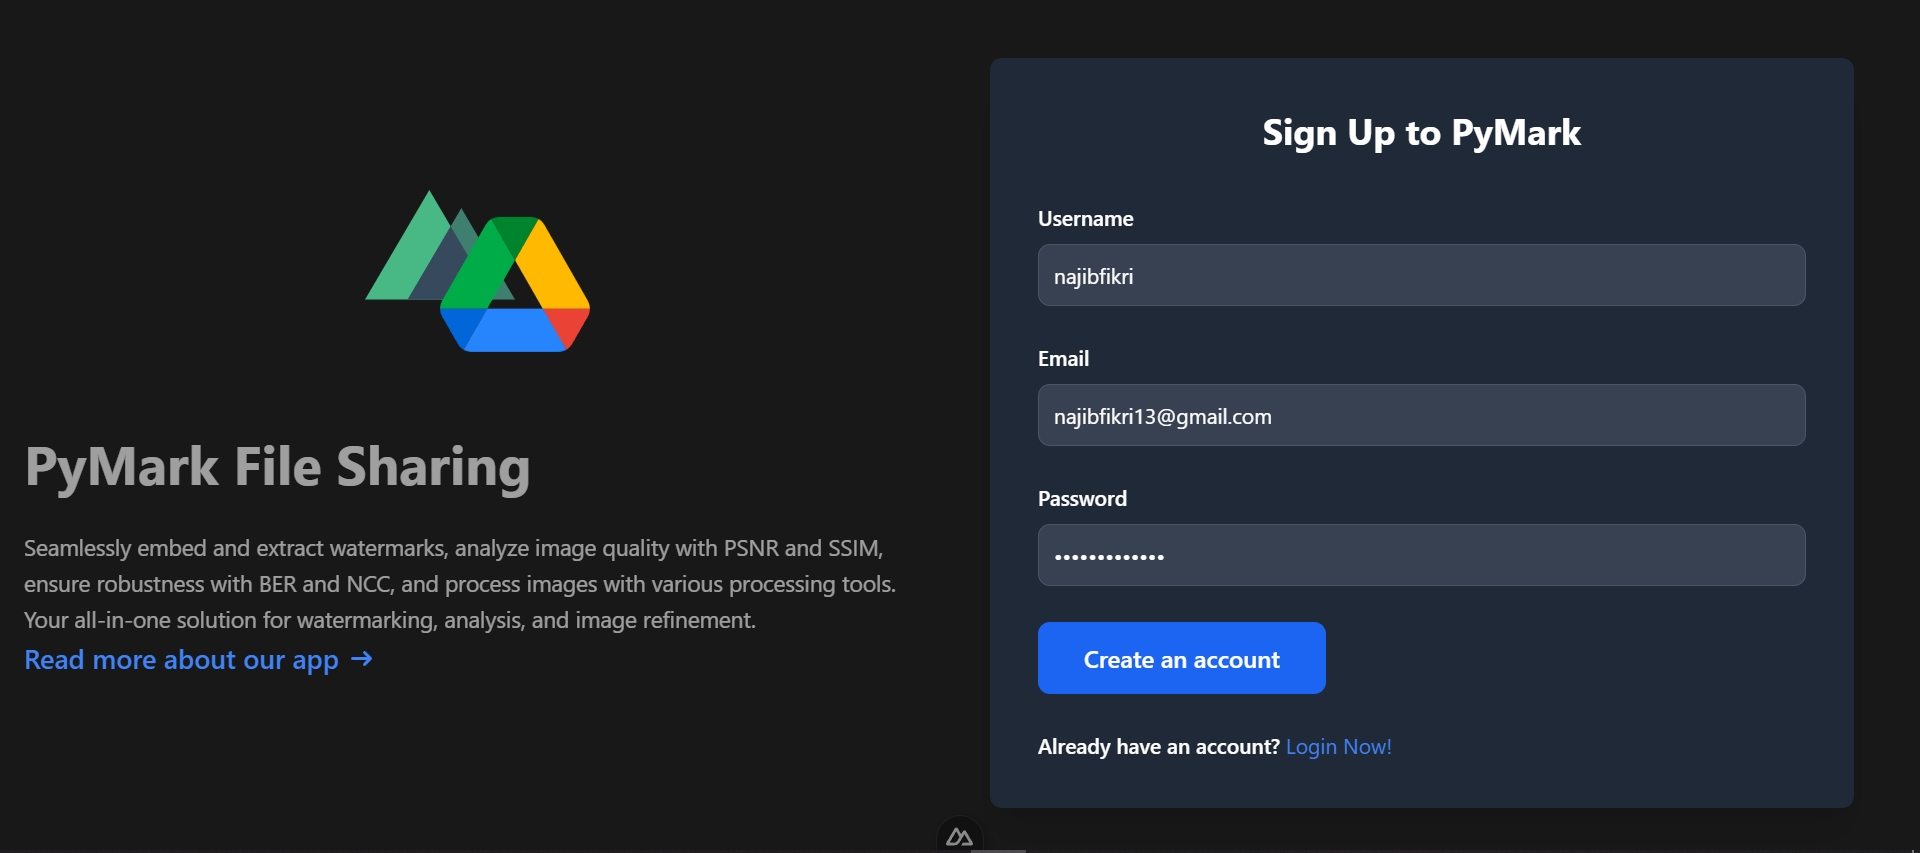 PyMark File Sharing
Seamlessly embed and extract watermarks, analyze image quality with PSNR and SSIM,
ensure robustness with BER and NCC, and process images with various processing tools.
Your all-in-one solution for watermarking, analysis, and image refinement.
Read more about our app →
Sign Up to PyMark
Username
najibfikri
Email
najibfikri13@gmail.com
Password
•••••••••••••
Create an account
Already have an account? Login Now!